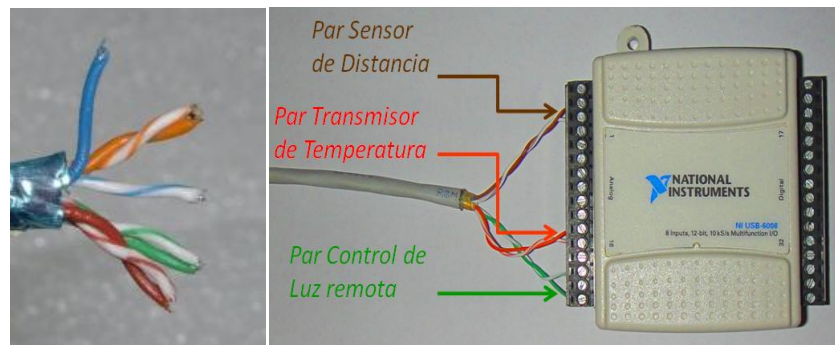 Par Sensor
de Distancia
Par Transmisor
de Temperatura
Par Control de
Luz remota
1
Analog
16
17
Digital
32
NATIONAL
INSTRUMENTS
NI USB-6008
8 Inputs, 12-bit, 10 kS/s Multifunction I/O